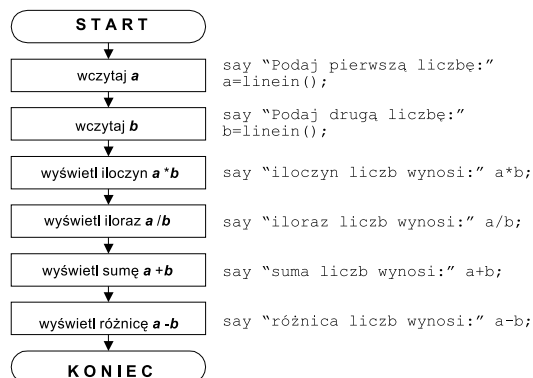 START
wczytaj a
say “Podaj pierwszą liczbę:”
a=linein();
wczytaj b
say “Podaj drugą liczbę:”
b=linein();
wyświetl iloczyn a *b
say “iloczyn liczb wynosi:” a*b;
wyświetl iloraz a /b
say “iloraz liczb wynosi:” a/b;
wyświetl sumę a +b
say “suma liczb wynosi:” a+b;
wyświetl różnicę a -b
say “różnica liczb wynosi:” a-b;
KONIEC